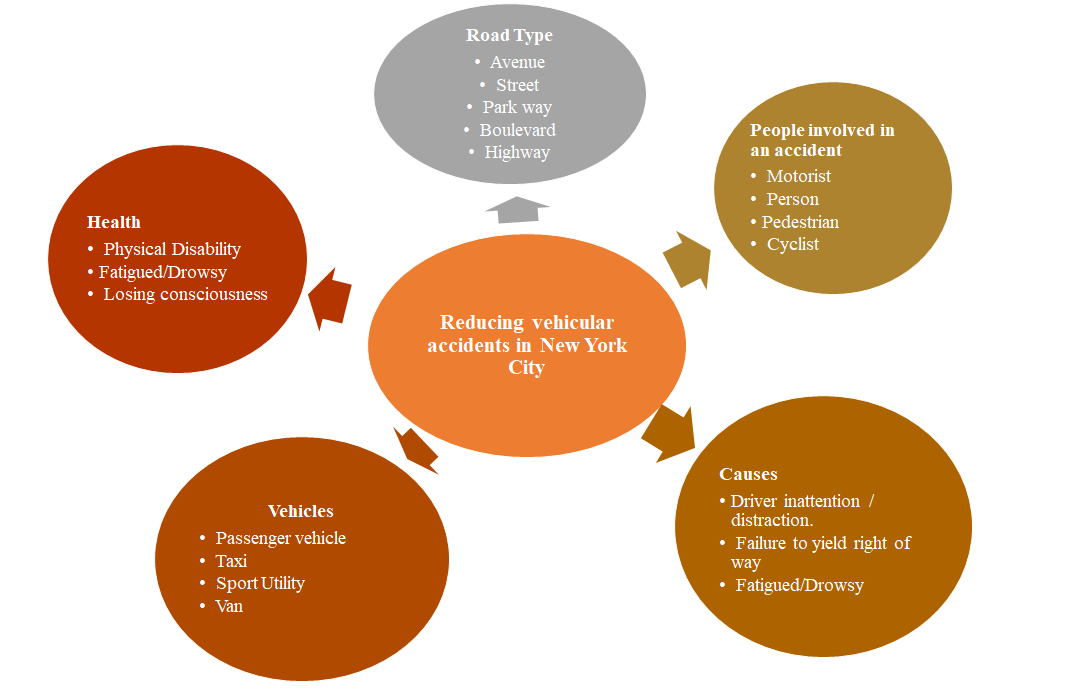 Road Type
• Avenue
• Street
• Park way
• Boulevard
• Highway
People involved in
an accident
• Motorist
• Person
• Pedestrian
• Cyclist
Health
• Physical Disability
• Fatigued/Drowsy
• Losing consciousness
Reducing vehicular
accidents in New York
City
Causes
• Driver inattention /
distraction.
• Failure to yield right of
way
• Fatigued/Drowsy
Vehicles
• Passenger vehicle
• Taxi
• Sport Utility
• Van